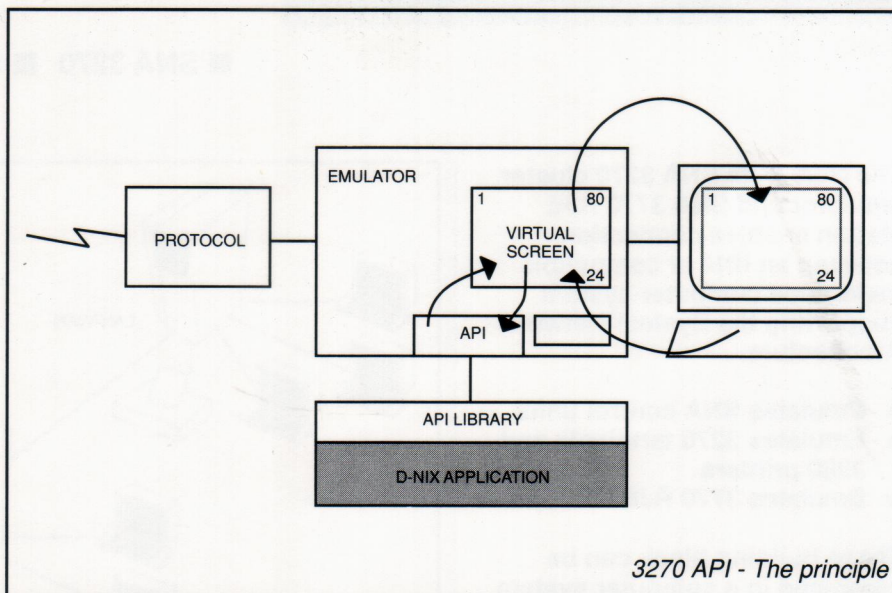 EMULATOR
PROTOCOL
1 80
VIRTUAL
SCREEN
24
1 80
24
API
API LIBRARY
D-NIX APPLICATION
3270 API - The principle